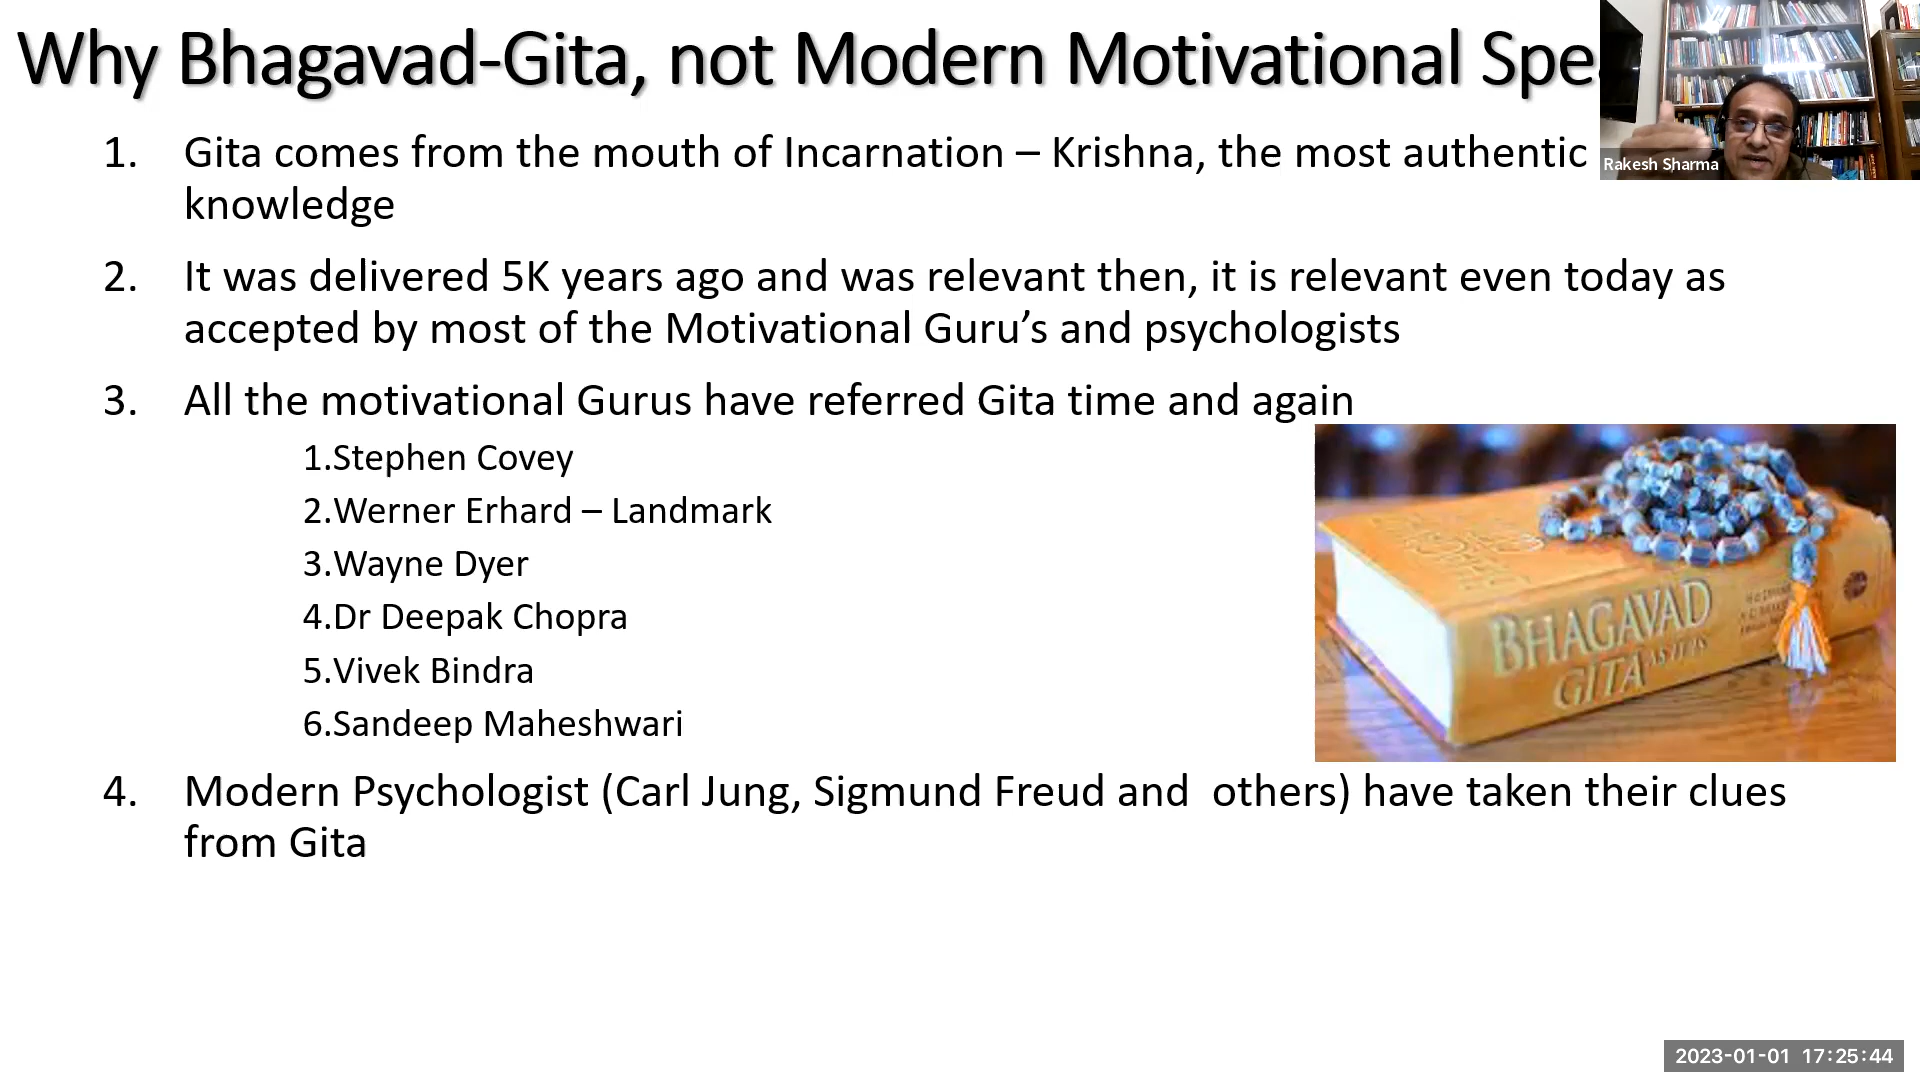 Why Bhagavad-Gita, not Modern Motivational
Rakesh Sharma
1. Gita comes from the mouth of Incarnation – Krishna, the most authentic
knowledge
2. It was delivered 5K years ago and was relevant then, it is relevant even today as
accepted by most of the Motivational Guru’s and psychologists
3. All the motivational Gurus have referred Gita time and again
1.Stephen Covey
2.Werner Erhard – Landmark
3.Wayne Dyer
4.Dr Deepak Chopra
5.Vivek Bindra
6.Sandeep Maheshwari
BHAGAVAD
GITA AS IT IS
4. Modern Psychologist (Carl Jung, Sigmund Freud and  others) have taken their clues
from Gita
2023-01-01 17:25:44